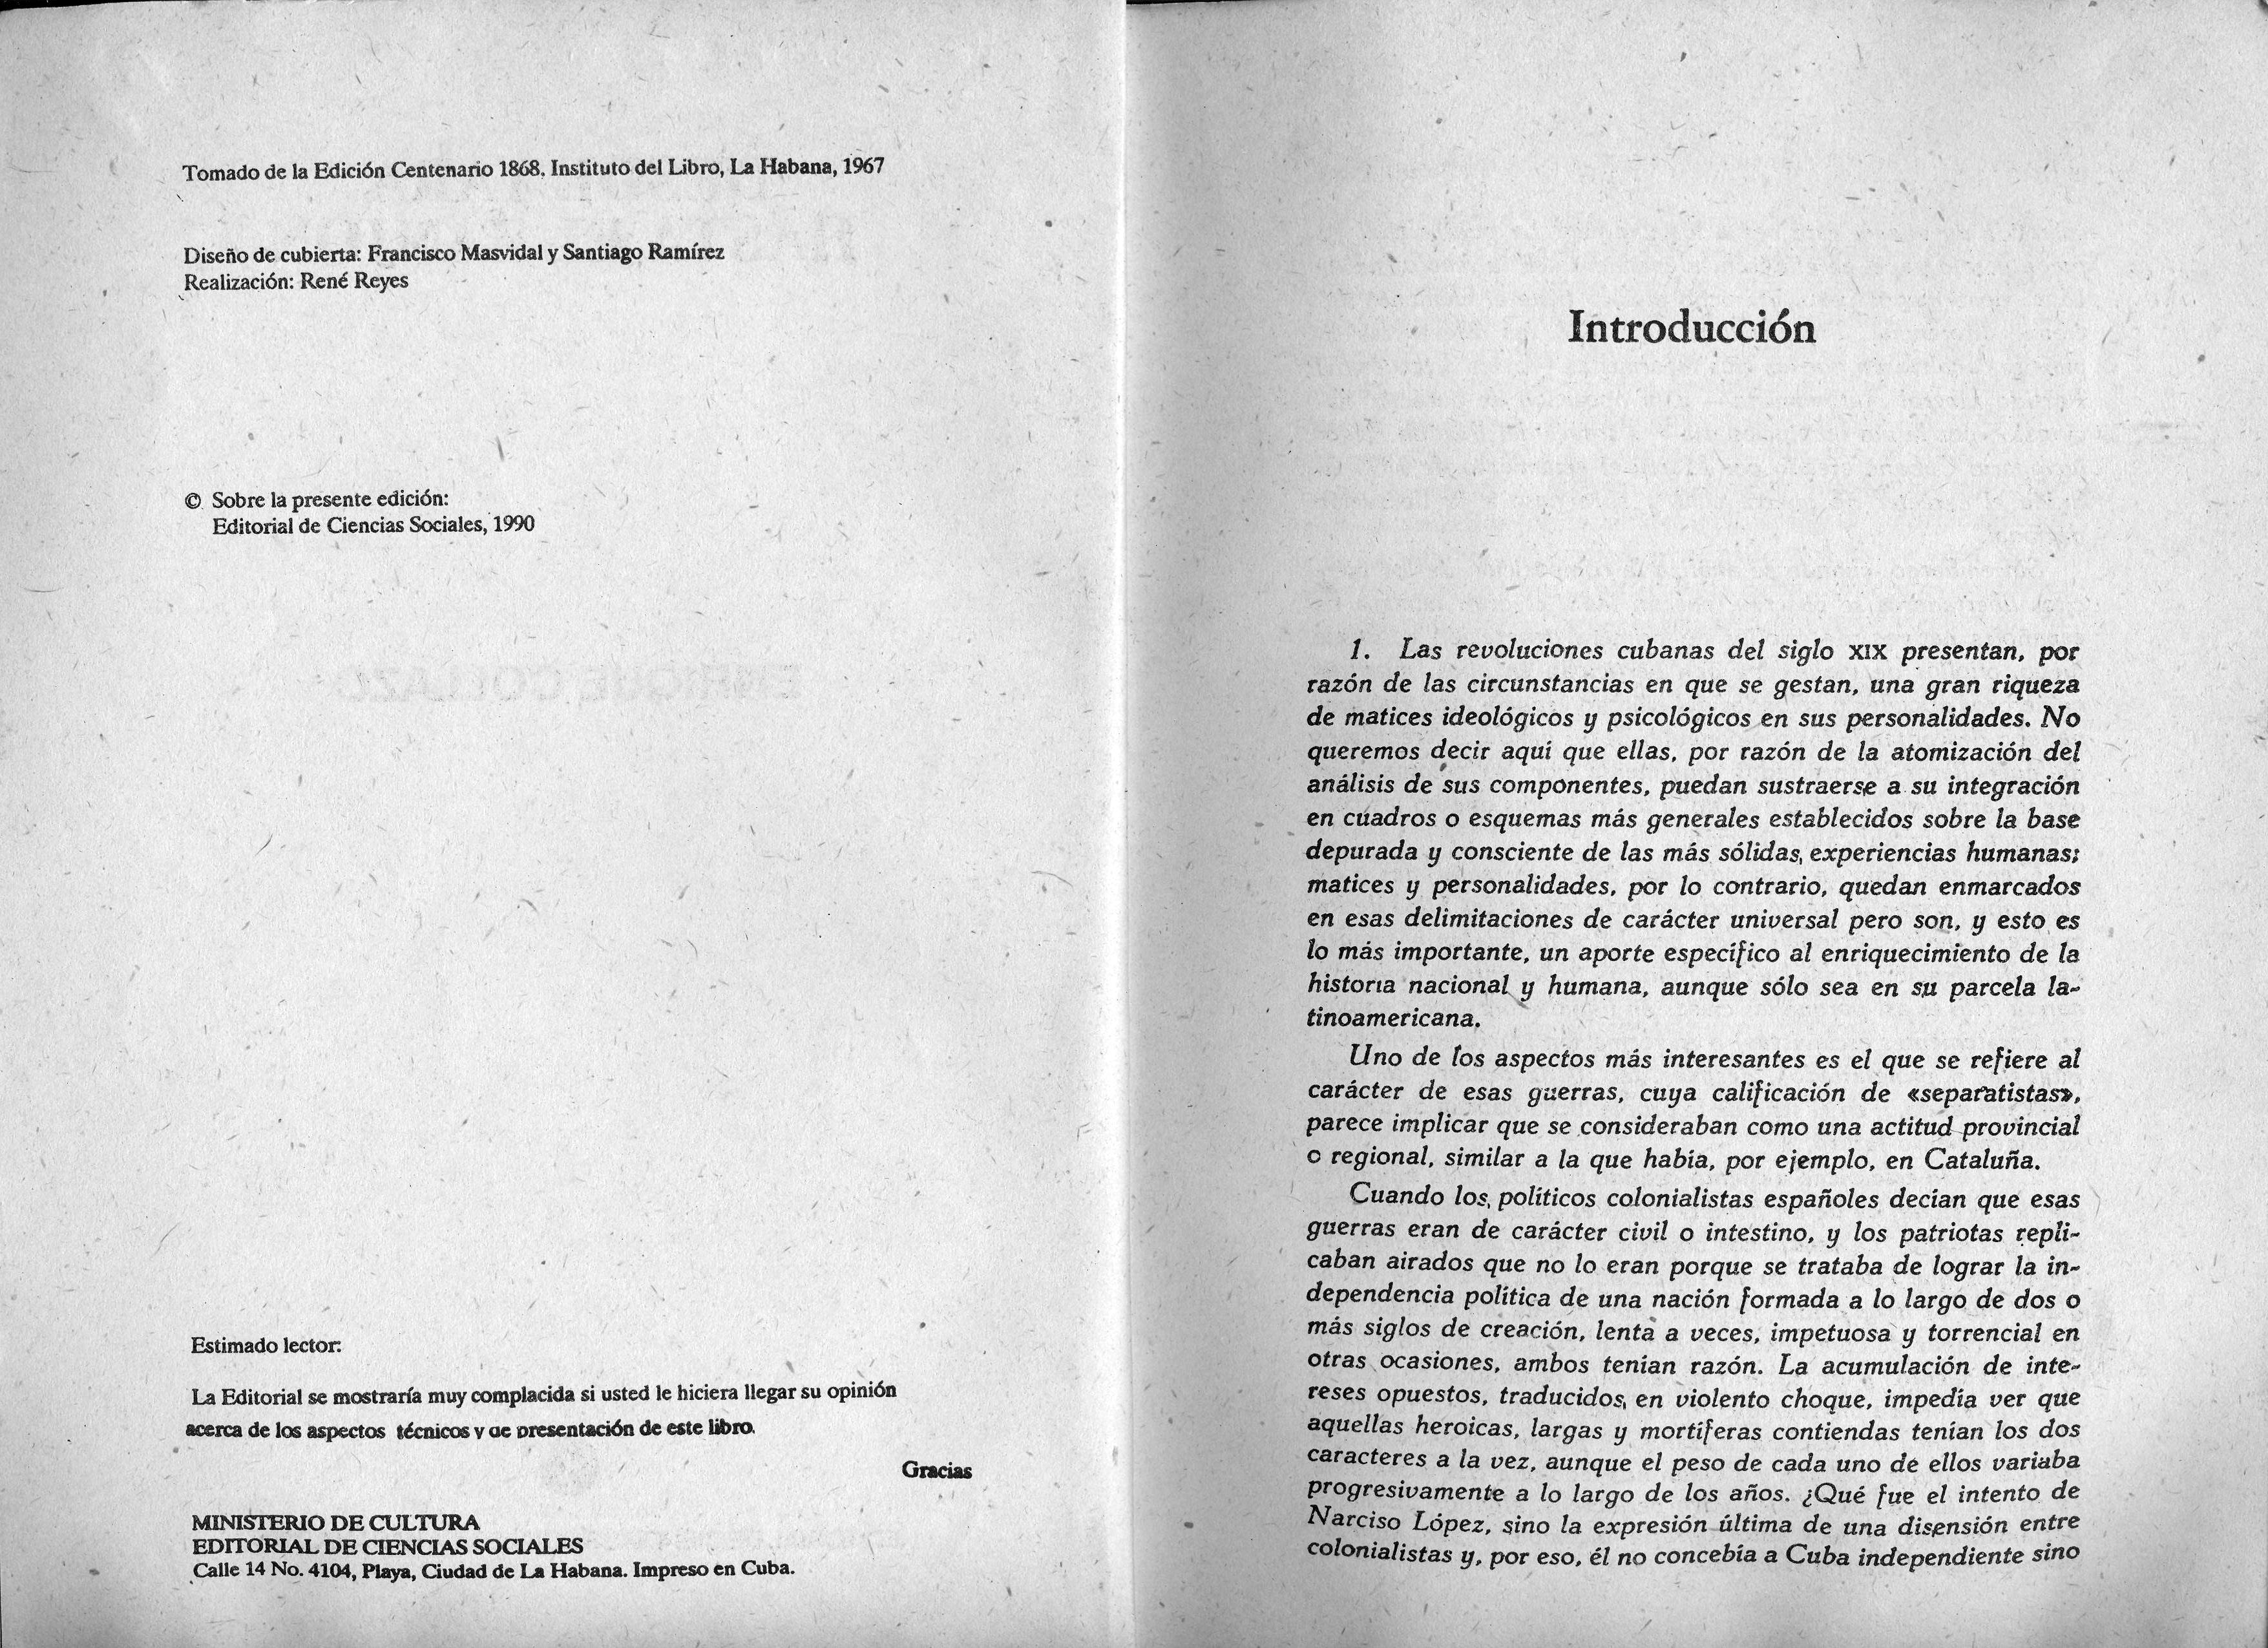 Tomado de la Edición Centenario 1868. Instituto del Libro, La Habana, 1967
Diseño de cubierta: Francisco Masvidal y Santiago Ramírez
Realización: René Reyes
© Sobre la presente edición:
Editorial de Ciencias Sociales, 1990
Estimado lector:
La Editorial se mostraría muy complacida si usted le hiciera llegar su opinión
acerca de los aspectos técnicos y de presentación de este libro.
Gracias
MINISTERIO DE CULTURA
EDITORIAL DE CIENCIAS SOCIALES
Calle 14 No. 4104, Playa, Ciudad de La Habana. Impreso en Cuba.
Introducción
1. Las revoluciones cubanas del siglo XIX presentan, por
razón de las circunstancias en que se gestan, una gran riqueza
de matices ideológicos y psicológicos en sus personalidades. No
queremos decir aquí que ellas, por razón de la atomización del
análisis de sus componentes, puedan sustraerse a su integración
en cuadros o esquemas más generales establecidos sobre la base
depurada y consciente de las más sólidas experiencias humanas;
matices y personalidades, por lo contrario, quedan enmarcados
en esas delimitaciones de carácter universal pero son, y esto es
lo más importante, un aporte específico al enriquecimiento de la
historia nacional y humana, aunque sólo sea en su parcela la-
tinoamericana.
Uno de los aspectos más interesantes es el que se refiere al
carácter de esas guerras, cuya calificación de «separatistas»,
parece implicar que se consideraban como una actitud provincial
o regional, similar a la que había, por ejemplo, en Cataluña.
Cuando los políticos colonialistas españoles decían que esas
guerras eran de carácter civil o intestino, y los patriotas repli-
caban airados que no lo eran porque se trataba de lograr la in-
dependencia política de una nación formada a lo largo de dos o
más siglos de creación, lenta a veces, impetuosa y torrencial en
otras ocasiones, ambos tenían razón. La acumulación de inte-
reses opuestos, traducidos en violento choque, impedía ver que
aquellas heroicas, largas y mortíferas contiendas tenían los dos
caracteres a la vez, aunque el peso de cada uno de ellos variaba
progresivamente a lo largo de los años. ¿Qué fue el intento de
Narciso López, sino la expresión última de una disensión entre
colonialistas y, por eso, él no concebía a Cuba independiente sino